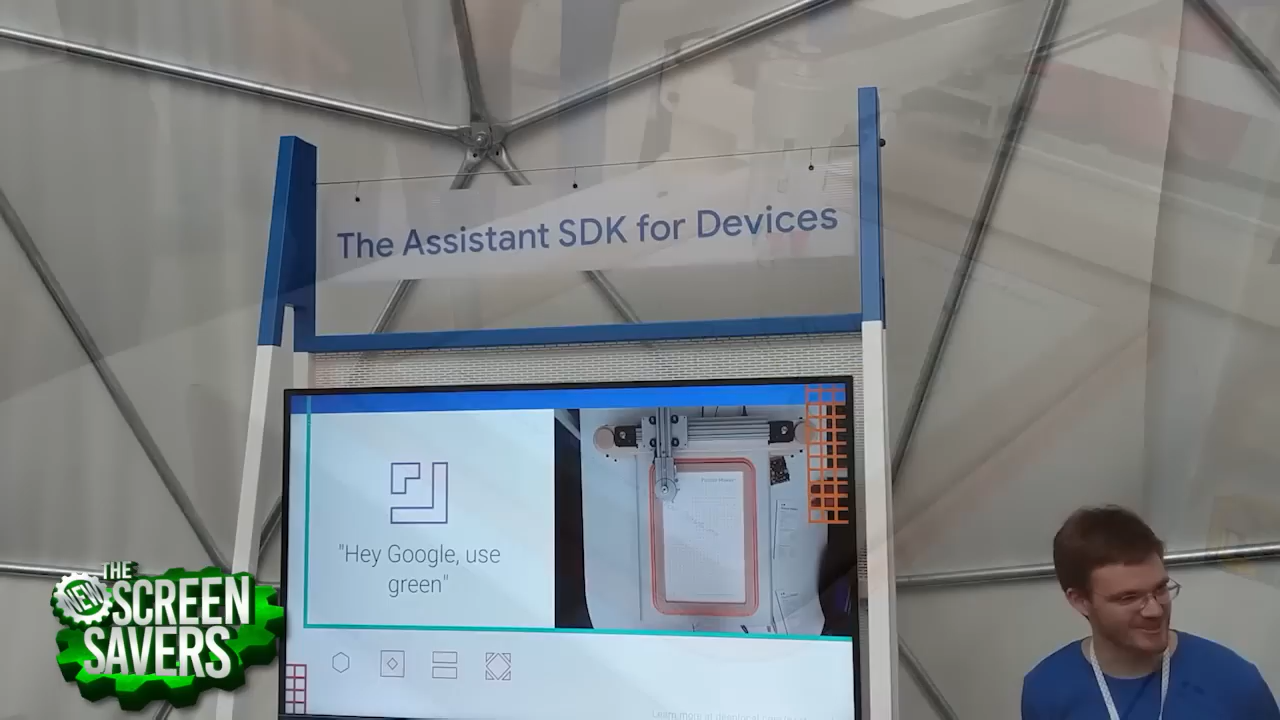 The Assistant SDK for Devices
"Hey Google, use
green"
THE
NEW
SCREEN
SAVERS